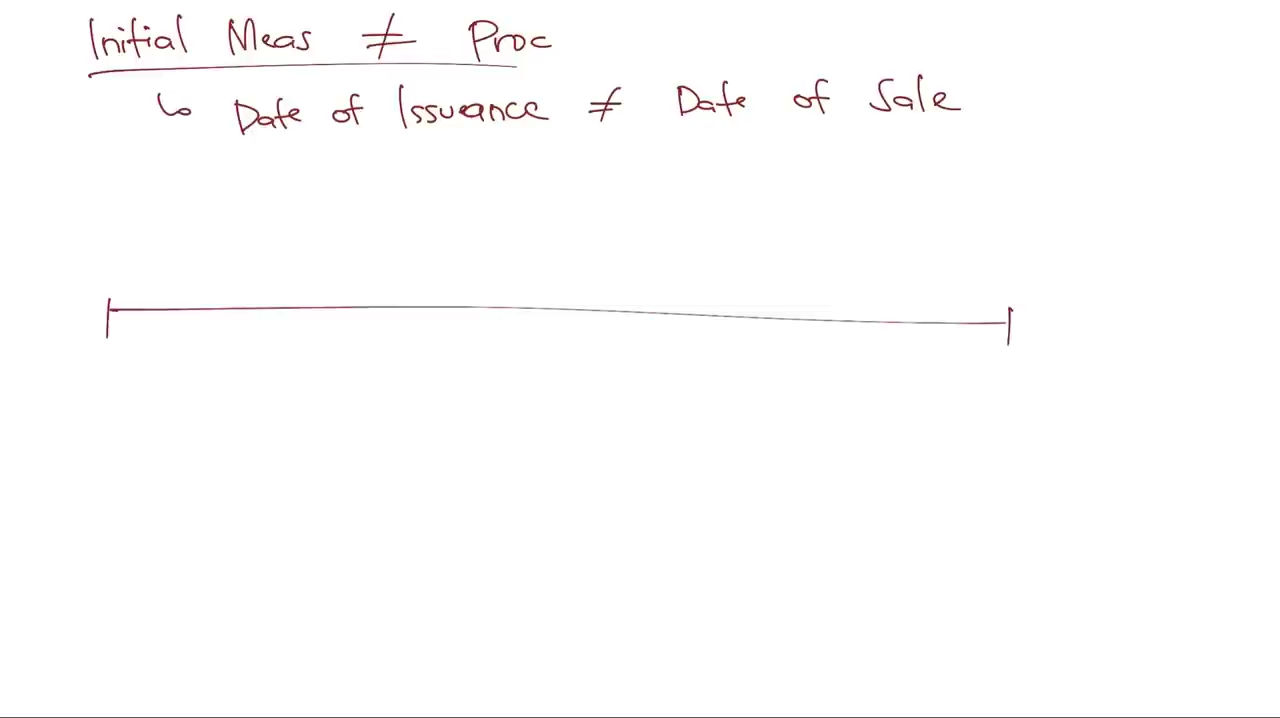 Initial Meas ≠ Proc
↳ Date of Issuance ≠ Date of Sale